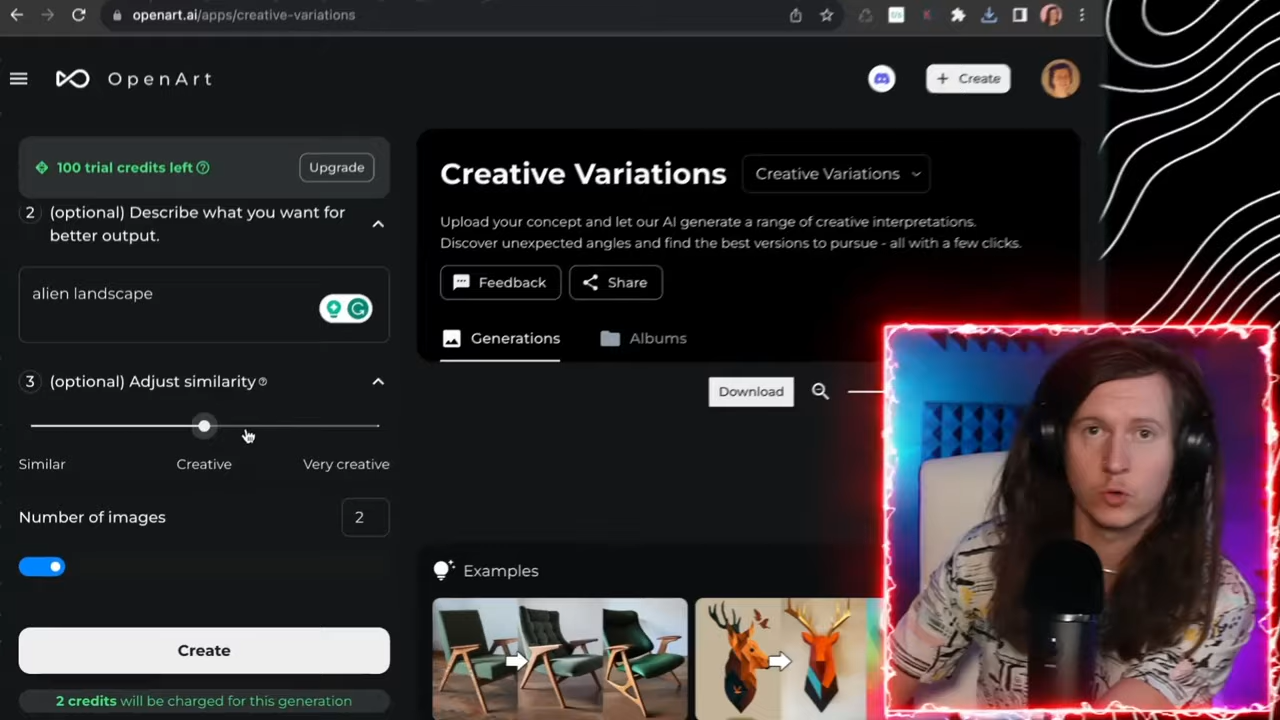 openart.ai/apps/creative-variations
OpenArt
+ Create
100 trial credits left
Upgrade
2 (optional) Describe what you want for
better output.
alien landscape
3 (optional) Adjust similarity
Similar
Creative
Very creative
Number of images
2
Create
2 credits will be charged for this generation
Creative Variations
Creative Variations
Upload your concept and let our AI generate a range of creative interpretations.
Discover unexpected angles and find the best versions to pursue - all with a few clicks.
Feedback
Share
Generations
Albums
Download
Examples